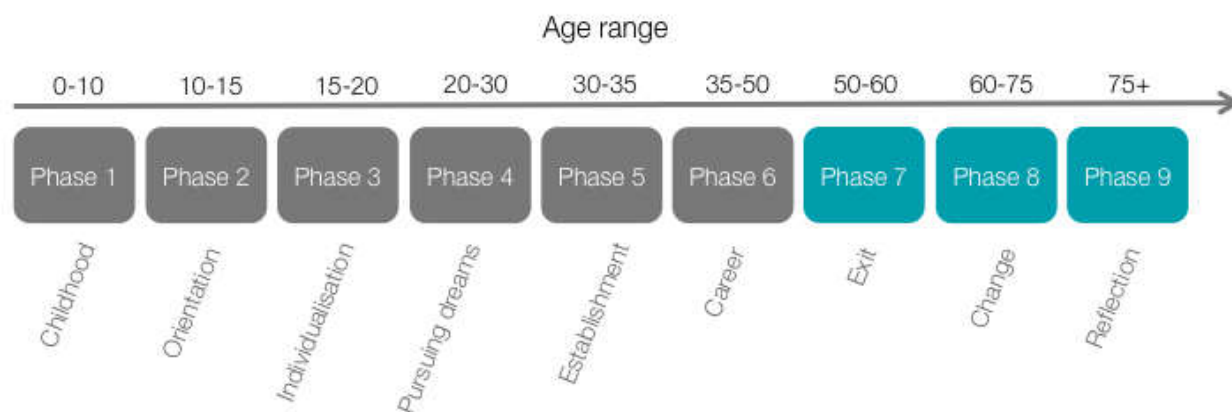 Age range
0-10 10-15 15-20 20-30 30-35 35-50 50-60 60-75 75+
Phase 1 Phase 2 Phase 3 Phase 4 Phase 5 Phase 6 Phase 7 Phase 8 Phase 9
Childhood Orientation Individualisation Pursuing dreams Establishment Career Exit Change Reflection